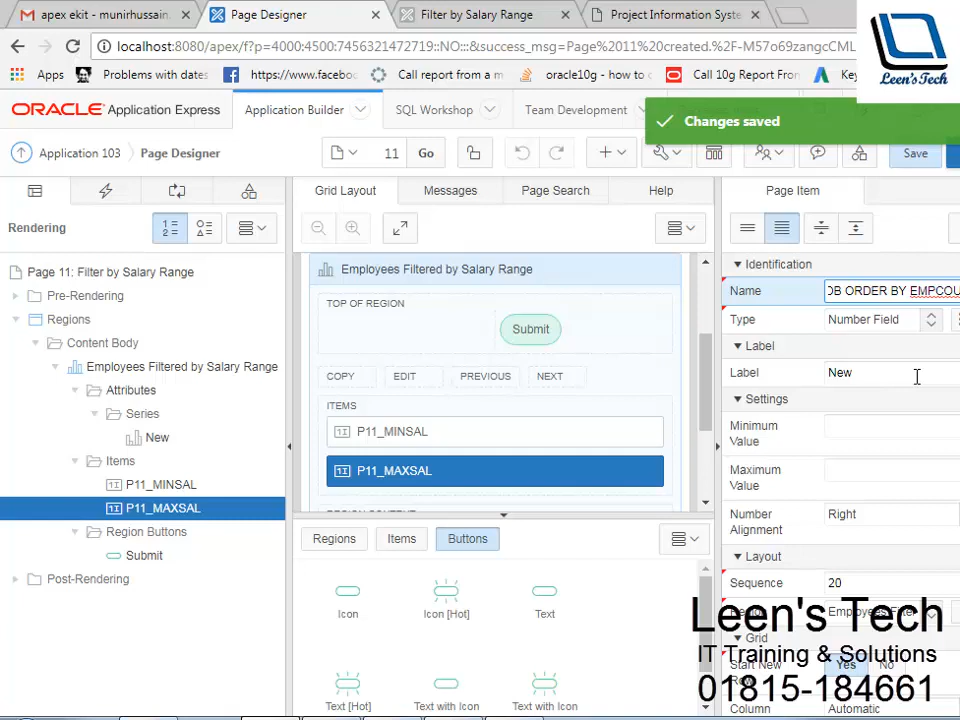 apex ekit - munirhussain.
Page Designer
Filter by Salary Range
Project Information Syste
localhost:8080/apex/f?p=4000:4500:7456321472719:NO:::&success_msg=Page%2011%20created.%2F-M57o69zangcCML
Apps
Problems with dates
https://www.facebo
Call report from a m
oracle10g - how to c
Call 10g Report From
Key
Leen's Tech
ORACLE Application Express
Application Builder
SQL Workshop
Team Development
Changes saved
Application 103
Page Designer
11
Go
Save
Grid Layout
Messages
Page Search
Help
Page Item
Rendering
Page 11: Filter by Salary Range
Pre-Rendering
Regions
Content Body
Employees Filtered by Salary Range
Attributes
Series
New
Items
P11_MINSAL
P11_MAXSAL
Region Buttons
Submit
Post-Rendering
Employees Filtered by Salary Range
TOP OF REGION
Submit
COPY
EDIT
PREVIOUS
NEXT
ITEMS
P11_MINSAL
P11_MAXSAL
Regions
Items
Buttons
Icon
Icon [Hot]
Text
Text [Hot]
Text with Icon
Text with Icon
Identification
Name
OB ORDER BY EMPCOU
Type
Number Field
Label
Label
New
Settings
Minimum
Value
Maximum
Value
Number
Alignment
Right
Layout
Sequence
20
Employees Filter
Grid
Start New
Yes
No
Column
Automatic
Leen's Tech
IT Training & Solutions
01815-184661